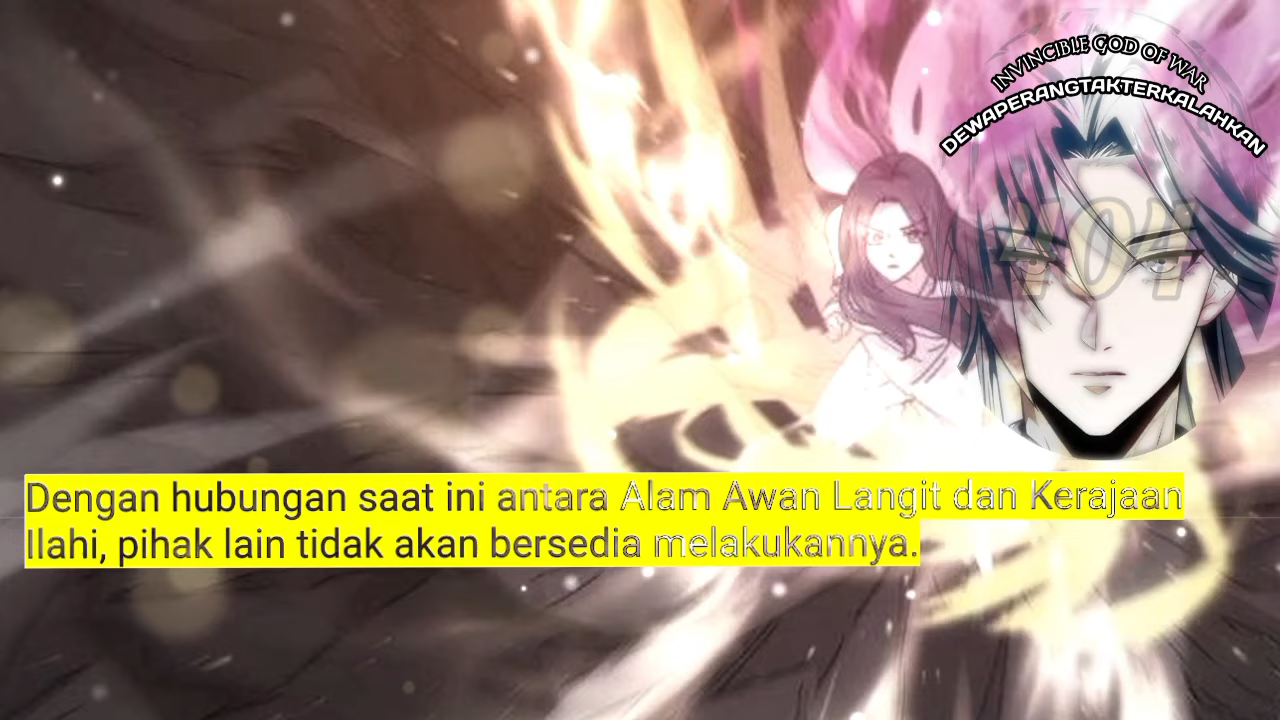 INVINCIBLE GOD OF WAR
DEWAPERANGTAKTERKALAHKAN
404
Dengan hubungan saat ini antara Alam Awan Langit dan Kerajaan
Ilahi, pihak lain tidak akan bersedia melakukannya.